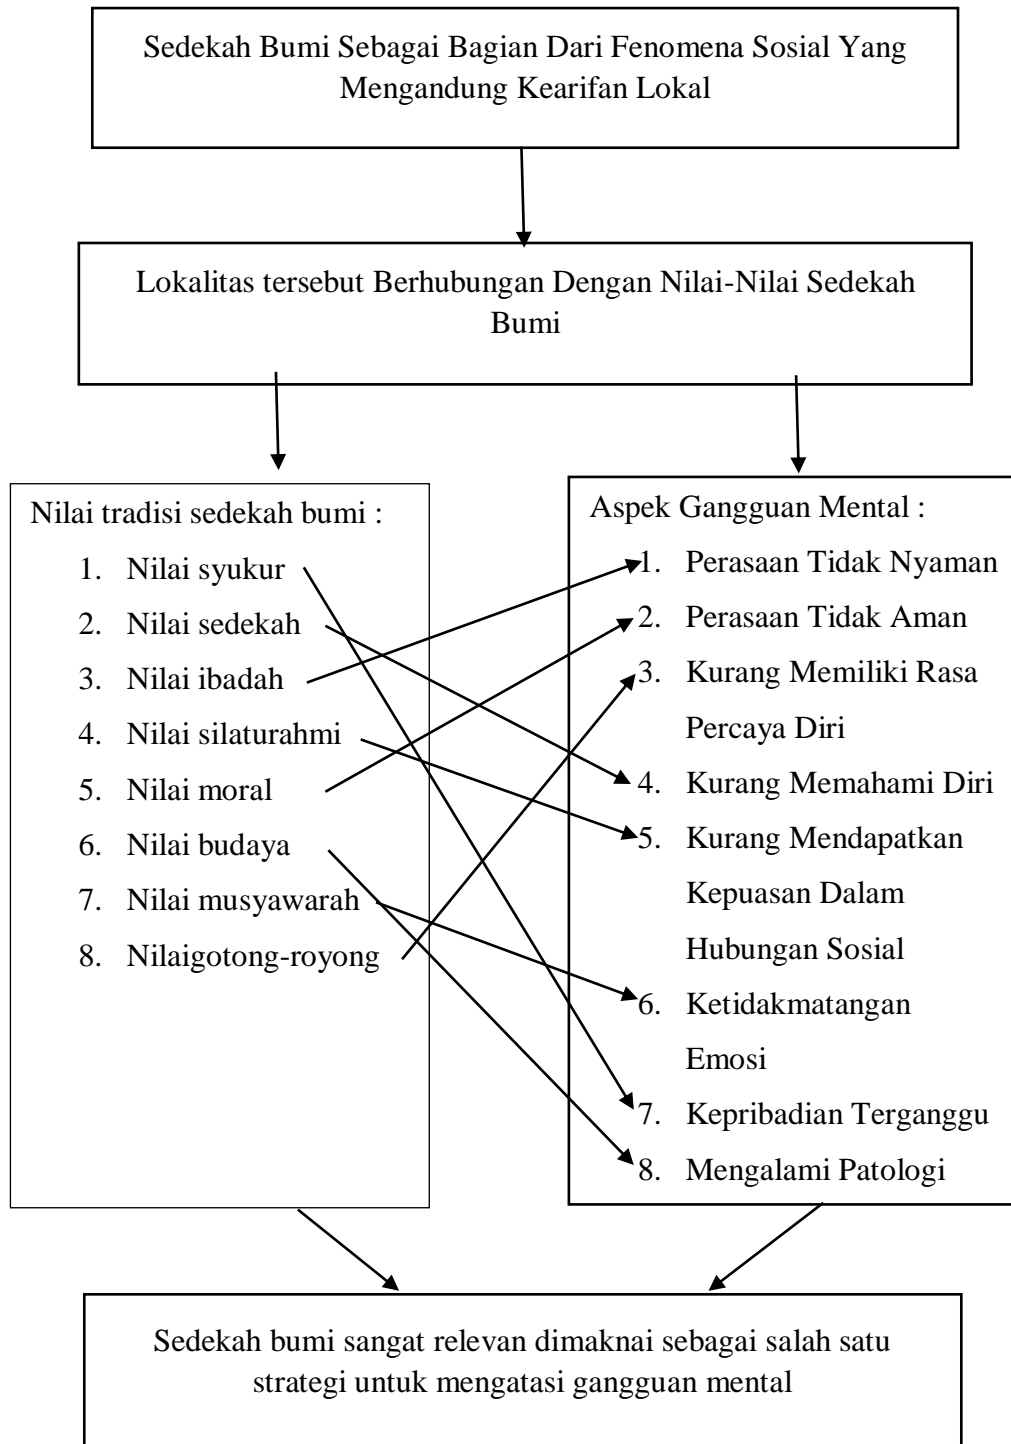 Sedekah Bumi Sebagai Bagian Dari Fenomena Sosial Yang
Mengandung Kearifan Lokal
Lokalitas tersebut Berhubungan Dengan Nilai-Nilai Sedekah
Bumi
Nilai tradisi sedekah bumi :
1. Nilai syukur
2. Nilai sedekah
3. Nilai ibadah
4. Nilai silaturahmi
5. Nilai moral
6. Nilai budaya
7. Nilai musyawarah
8. Nilaigotong-royong
Aspek Gangguan Mental :
1. Perasaan Tidak Nyaman
2. Perasaan Tidak Aman
3. Kurang Memiliki Rasa
Percaya Diri
4. Kurang Memahami Diri
5. Kurang Mendapatkan
Kepuasan Dalam
Hubungan Sosial
6. Ketidakmatangan
Emosi
7. Kepribadian Terganggu
8. Mengalami Patologi
Sedekah bumi sangat relevan dimaknai sebagai salah satu
strategi untuk mengatasi gangguan mental